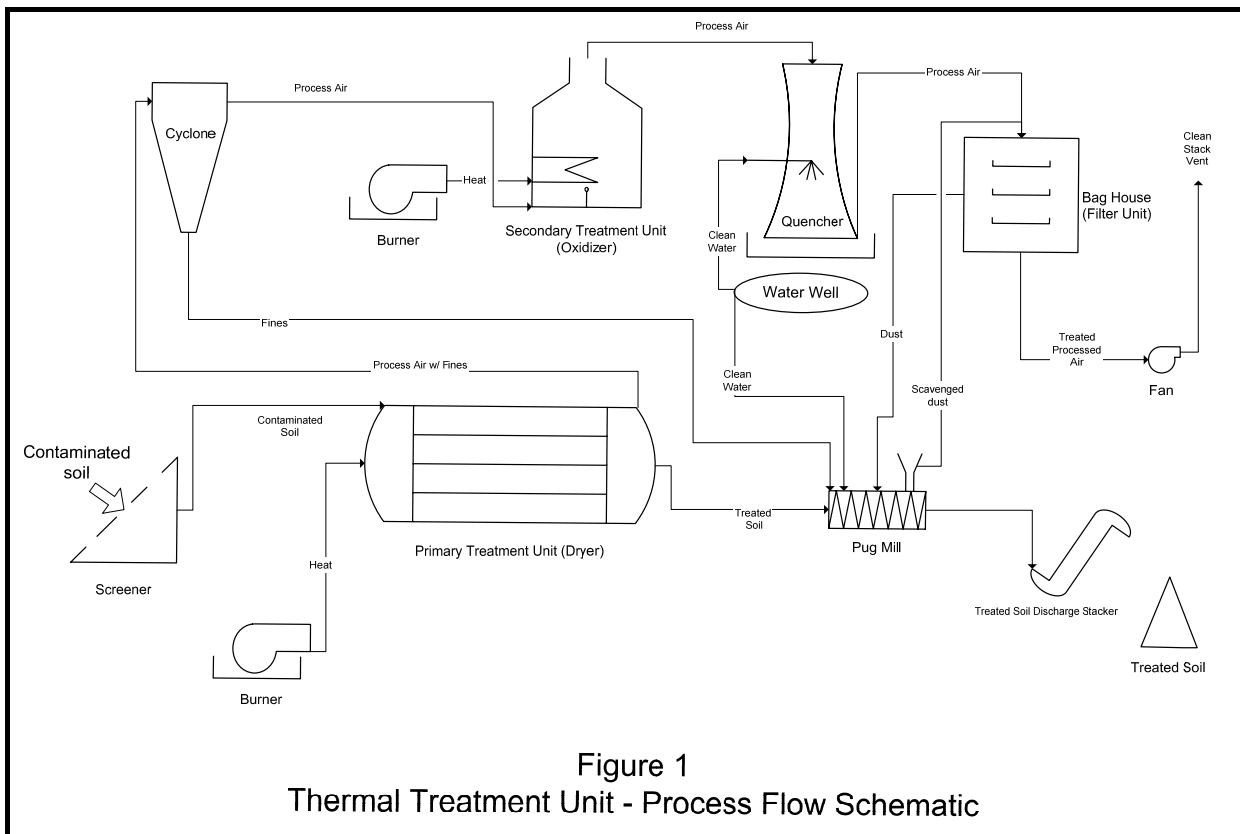 Process Air
Process Air
Process Air
Cyclone
Clean
Stack
Vent
Heat
Burner
Secondary Treatment Unit
(Oxidizer)
Quencher
Bag House
(Filter Unit)
Clean
Water
Water Well
Fines
Dust
Treated
Processed
Air
Fan
Process Air w/ Fines
Clean
Water
Scavenged
dust
Contaminated
Soil
Contaminated
soil
Screener
Primary Treatment Unit (Dryer)
Treated
Soil
Pug Mill
Heat
Treated Soil Discharge Stacker
Treated Soil
Burner
Figure 1
Thermal Treatment Unit - Process Flow Schematic